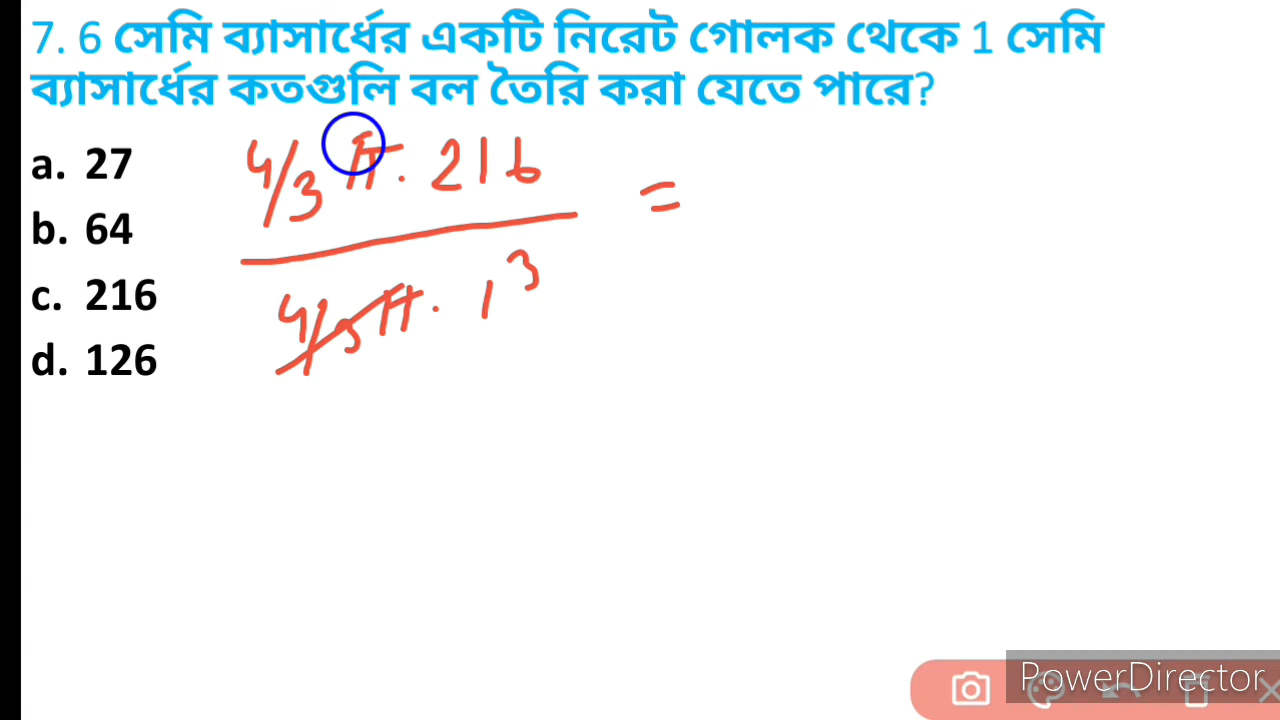 7. 6 সেমি ব্যাসার্ধের একটি নিরেট গোলক থেকে 1 সেমি
ব্যাসার্ধের কতগুলি বল তৈরি করা যেতে পারে?
a. 27
b. 64
c. 216
d. 126
4/3 π. 216 =
4/3 π. 1³
PowerDirector